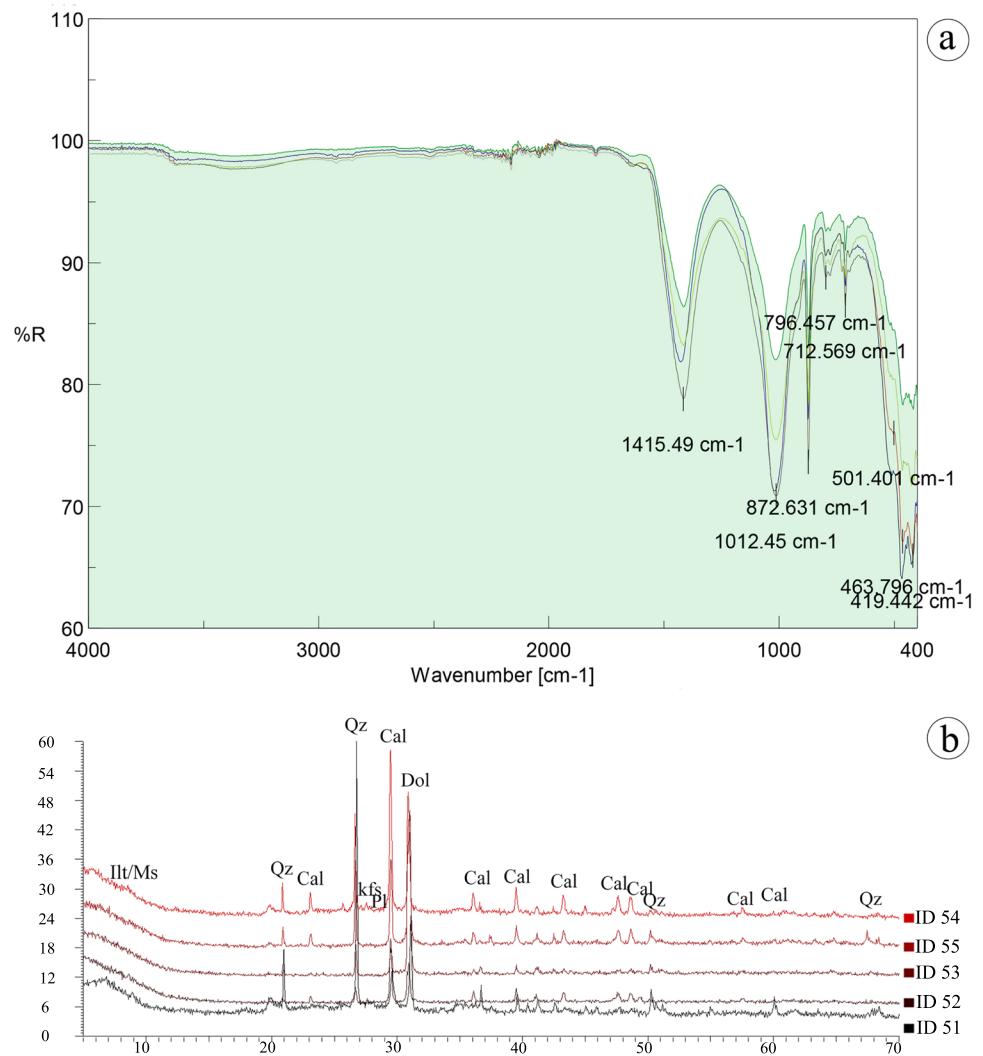 110
a
100
90
%R
80
70
60
796.457 cm-1
712.569 cm-1
1415.49 cm-1
501.401 cm-1
872.631 cm-1
1012.45 cm-1
463.796 cm-1
419.442 cm-1
4000 3000 2000 1000 400
Wavenumber [cm-1]
b
60
54
48
42
36
30
24
18
12
6
0
Qz
Cal
Dol
Ilt/Ms
Qz
Cal
kfs
Pl
Cal
Cal
Cal
Cal
Cal
Qz
Cal
Cal
Qz
ID 54
ID 55
ID 53
ID 52
ID 51
10 20 30 40 50 60 70